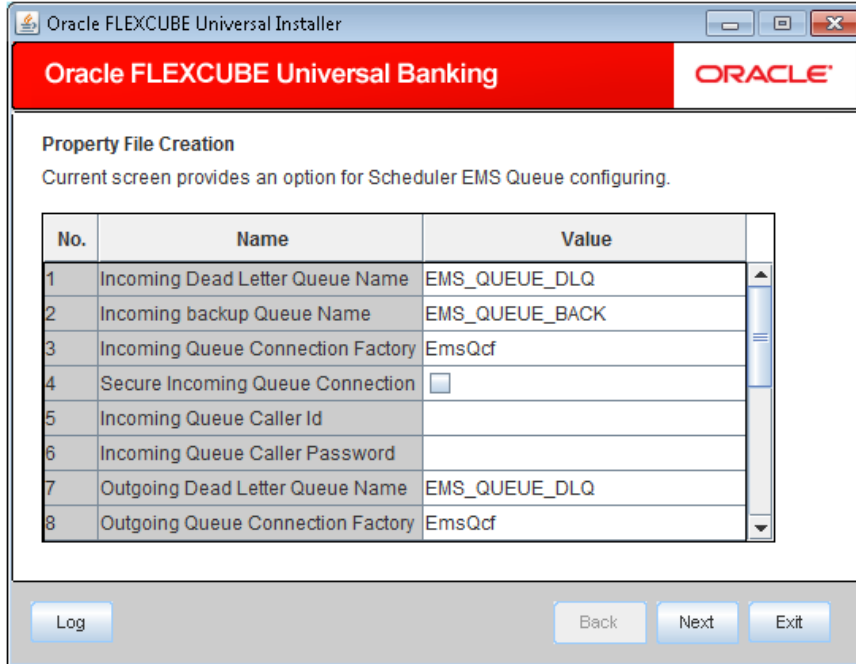 Oracle FLEXCUBE Universal Installer
Oracle FLEXCUBE Universal Banking
ORACLE
Property File Creation
Current screen provides an option for Scheduler EMS Queue configuring.
No. Name Value
1 Incoming Dead Letter Queue Name EMS_QUEUE_DLQ
2 Incoming backup Queue Name EMS_QUEUE_BACK
3 Incoming Queue Connection Factory EmsQcf
4 Secure Incoming Queue Connection
5 Incoming Queue Caller Id
6 Incoming Queue Caller Password
7 Outgoing Dead Letter Queue Name EMS_QUEUE_DLQ
8 Outgoing Queue Connection Factory EmsQcf
Log Back Next Exit